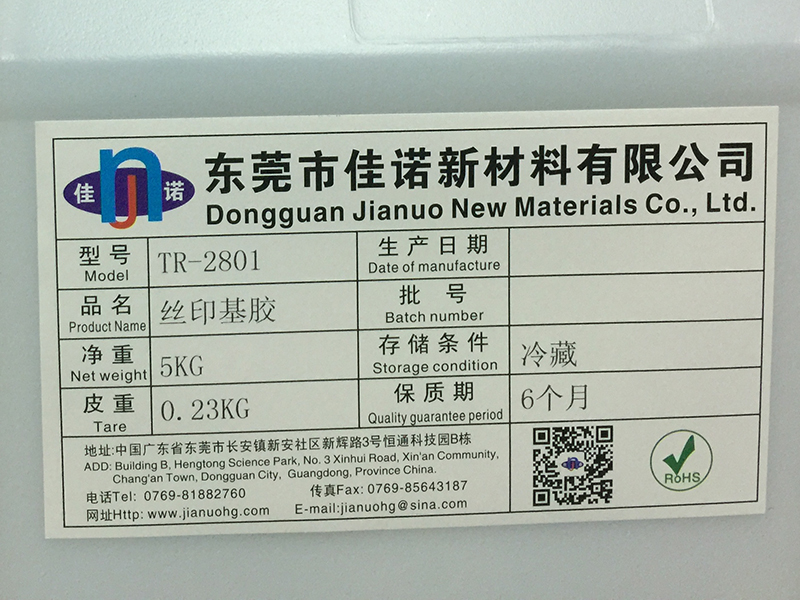 佳 nj 诺
东莞市佳诺新材料有限公司
Dongguan Jianuo New Materials Co., Ltd.
型号 TR-2801 生产日期
Model Date of manufacture
品名 丝印基胶 批号
Product Name Batch number
净重 5KG 存储条件 冷藏
Net weight Storage condition
皮重 0.23KG 保质期 6个月
Tare Quality guarantee period
地址:中国广东省东莞市长安镇新安社区新辉路3号恒通科技园B栋
ADD: Building B, Hengtong Science Park, No. 3 Xinhui Road, Xin'an Community,
Chang'an Town, Dongguan City, Guangdong, Province China.
电话Tel: 0769-81882760 传真Fax: 0769-85643187
网址Http: www.jianuohg.com E-mail:jianuohg@sina.com
RoHS